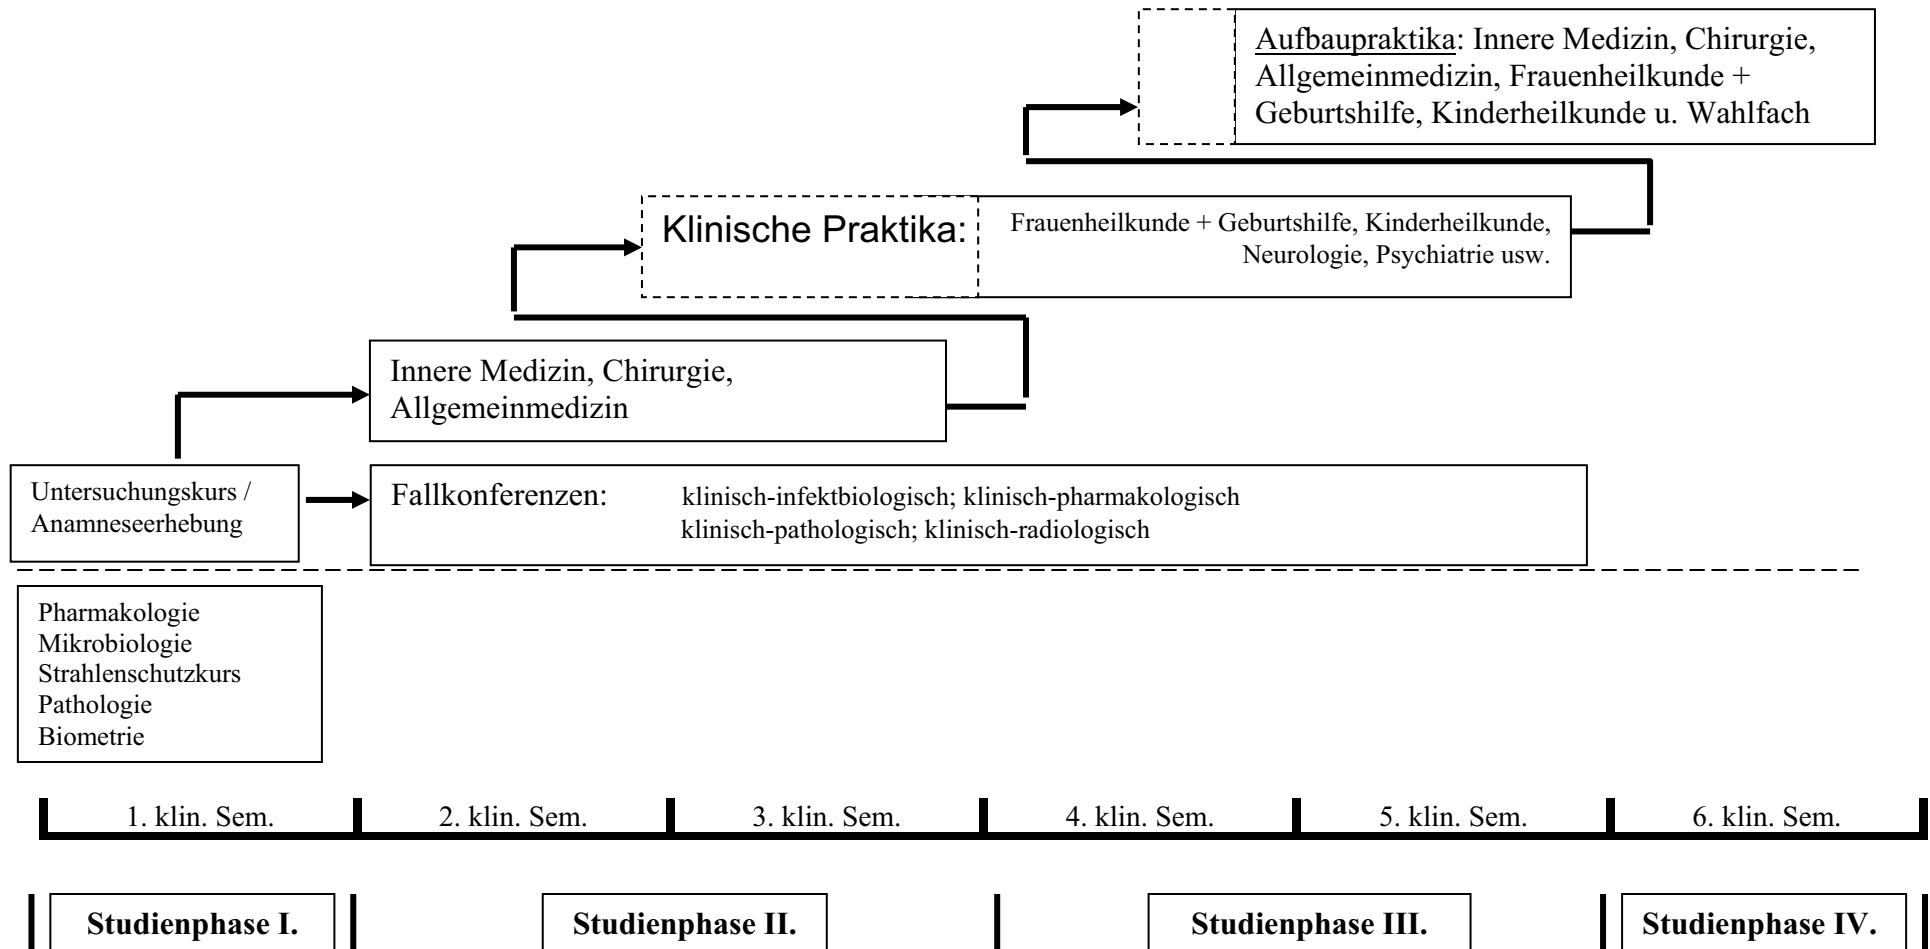 Aufbaupraktika: Innere Medizin, Chirurgie,
Allgemeinmedizin, Frauenheilkunde +
Geburtshilfe, Kinderheilkunde u. Wahlfach
Klinische Praktika:
Frauenheilkunde + Geburtshilfe, Kinderheilkunde,
Neurologie, Psychiatrie usw.
Innere Medizin, Chirurgie,
Allgemeinmedizin
Untersuchungskurs /
Anamneseerhebung
Fallkonferenzen: klinisch-infektbiologisch; klinisch-pharmakologisch
klinisch-pathologisch; klinisch-radiologisch
Pharmakologie
Mikrobiologie
Strahlenschutzkurs
Pathologie
Biometrie
1. klin. Sem. 2. klin. Sem. 3. klin. Sem. 4. klin. Sem. 5. klin. Sem. 6. klin. Sem.
Studienphase I. Studienphase II. Studienphase III. Studienphase IV.